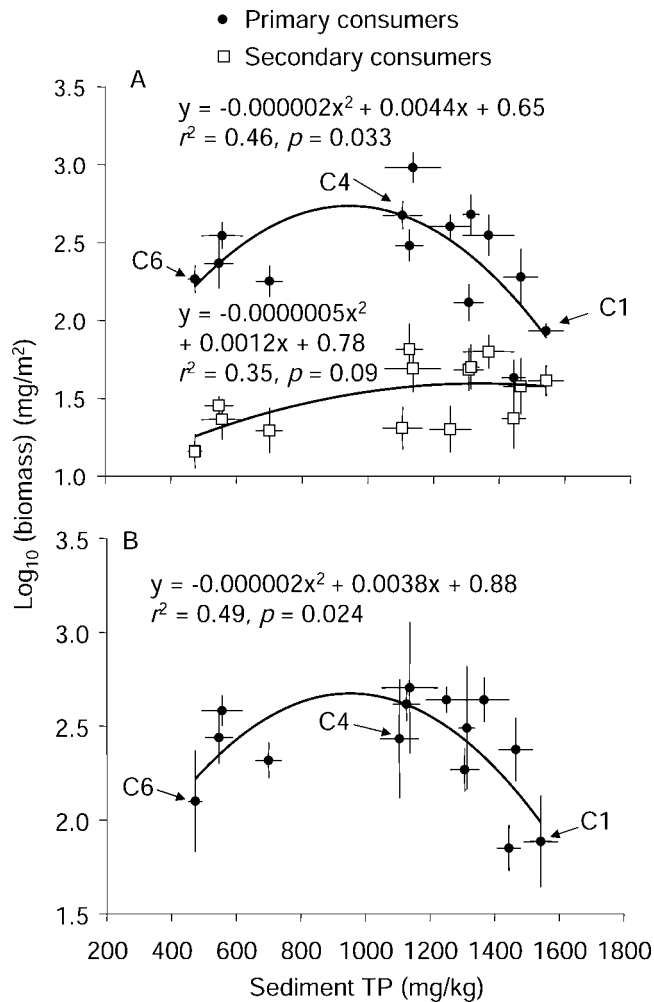 Primary consumers
Secondary consumers
A
y = -0.000002x² + 0.0044x + 0.65
r² = 0.46, p = 0.033
C4
C6
C1
y = -0.0000005x²
+ 0.0012x + 0.78
r² = 0.35, p = 0.09
3.5
3.0
2.5
2.0
1.5
1.0
Log₁₀ (biomass) (mg/m²)
B
y = -0.000002x² + 0.0038x + 0.88
r² = 0.49, p = 0.024
C4
C6
C1
3.5
3.0
2.5
2.0
1.5
200 400 600 800 1000 1200 1400 1600 1800
Sediment TP (mg/kg)